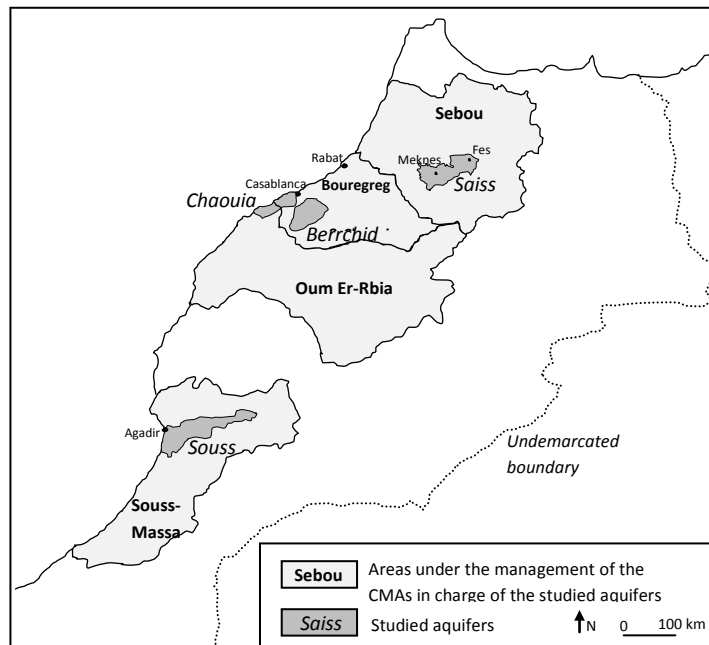 Sebou
Fes
Meknes
Saiss
Rabat
Casablanca
Bouregreg
Chaouia
Berrchid
Oum Er-Rbia
Agadir
Souss
Undemarcated
boundary
Souss-
Massa
Sebou
Areas under the management of the
CMAs in charge of the studied aquifers
Saiss
Studied aquifers
N
0 100 km